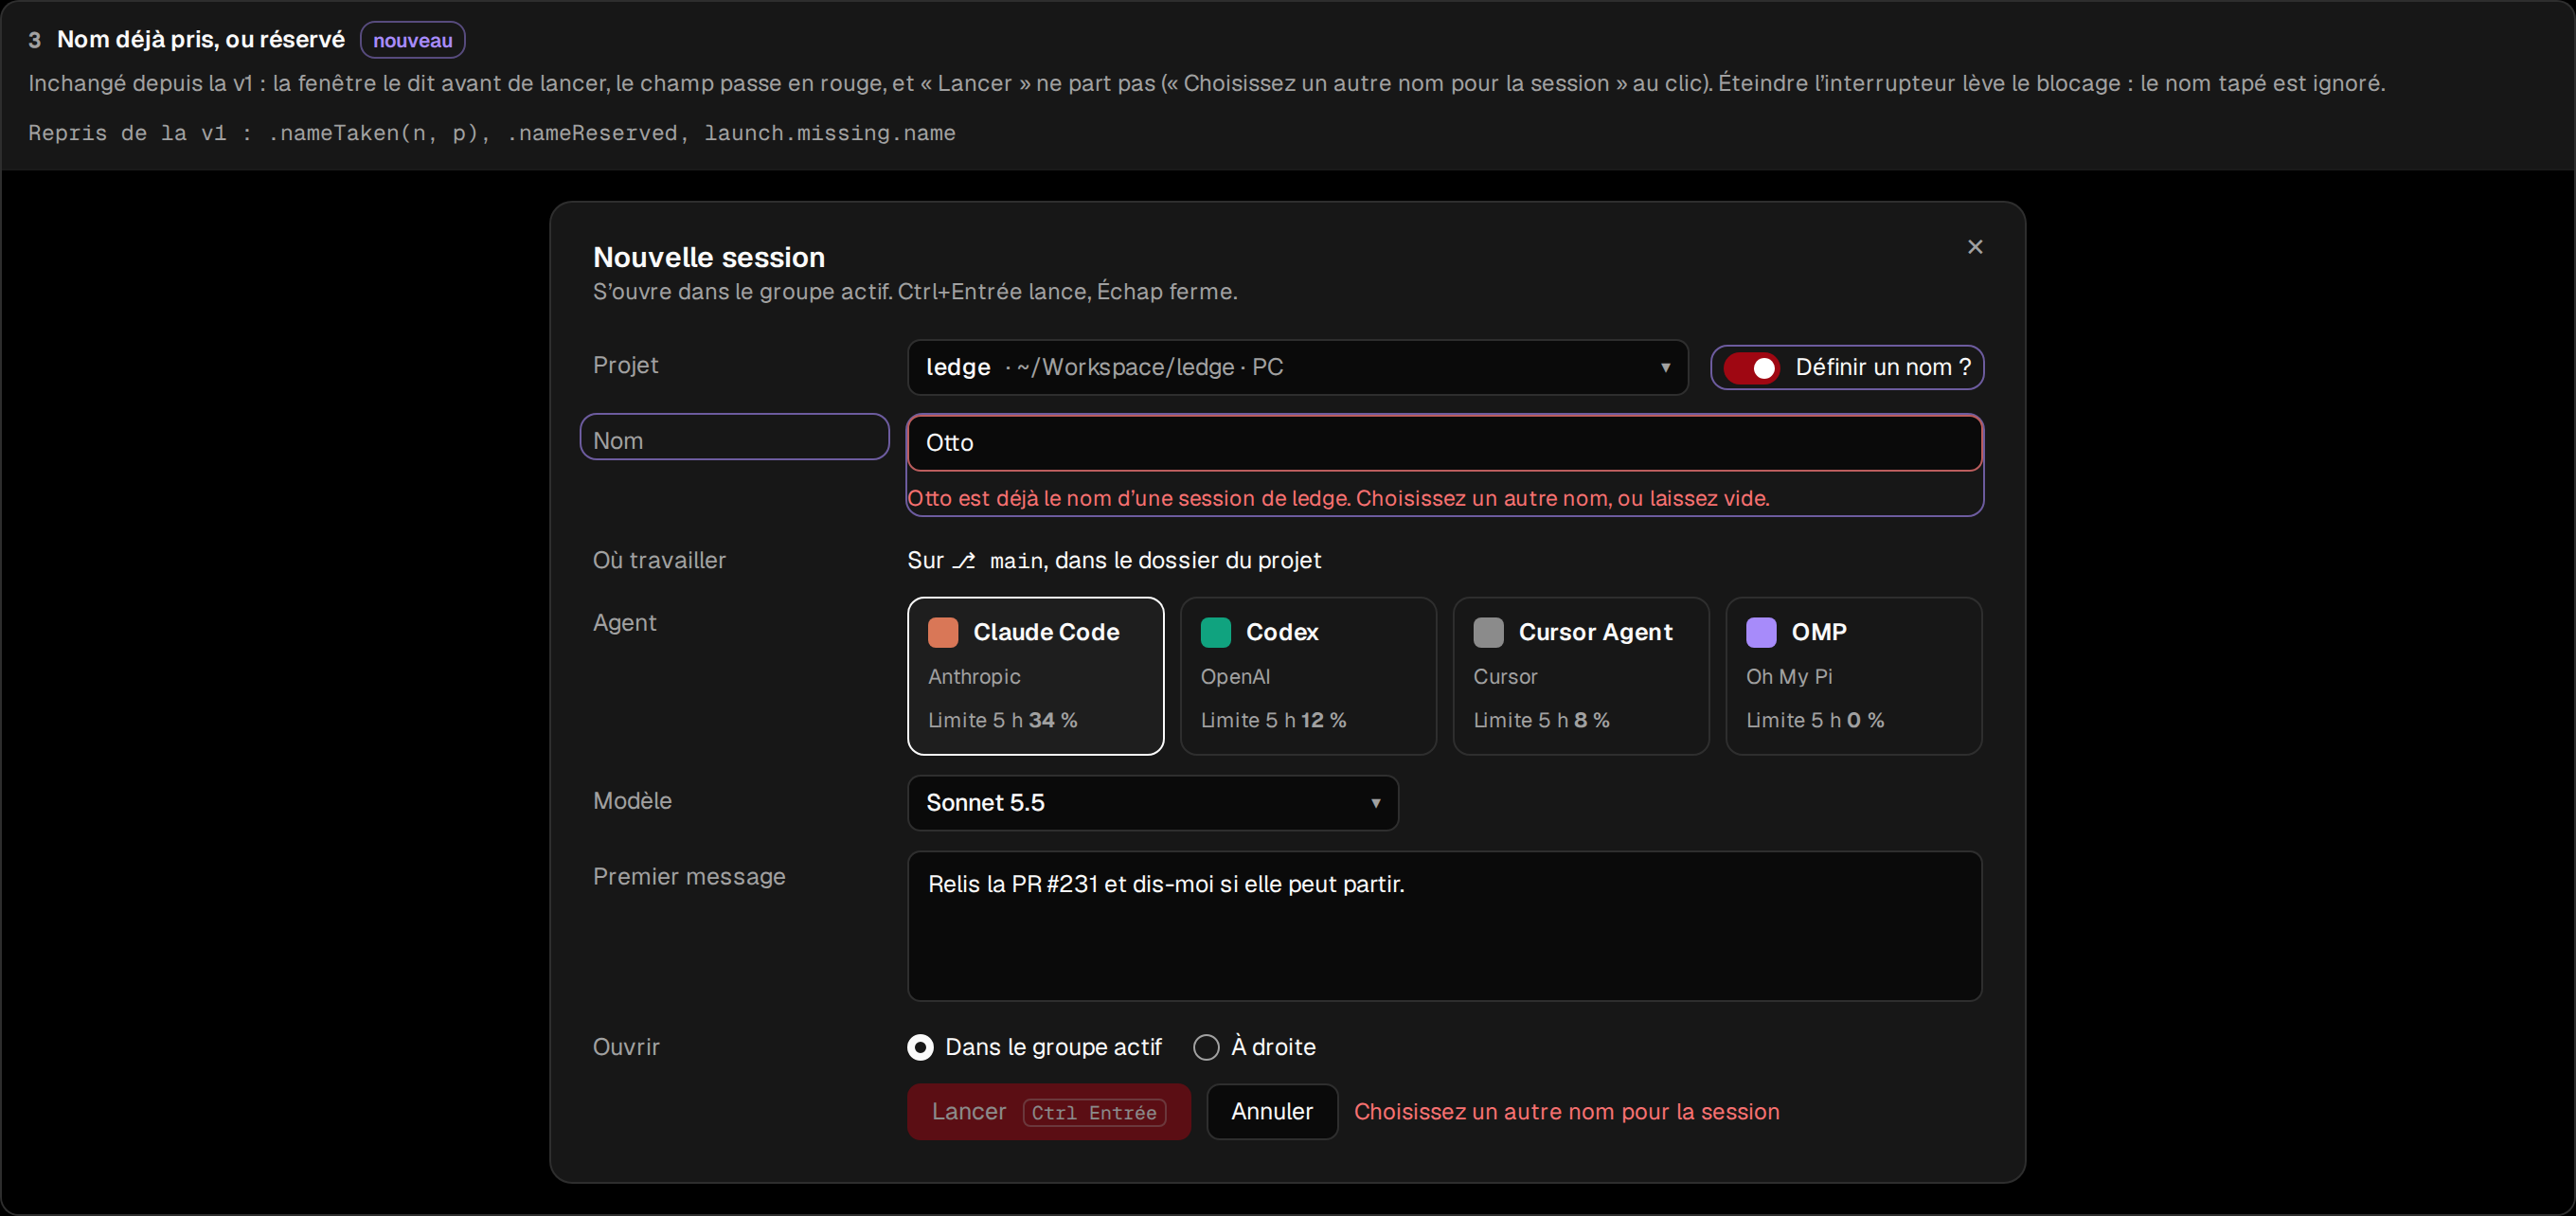 3 Nom déjà pris, ou réservé nouveau
Inchangé depuis la v1 : la fenêtre le dit avant de lancer, le champ passe en rouge, et « Lancer » ne part pas (« Choisissez un autre nom pour la session » au clic). Éteindre l’interrupteur lève le blocage : le nom tapé est ignoré.
Repris de la v1 : .nameTaken(n, p), .nameReserved, launch.missing.name
Nouvelle session ✕
S’ouvre dans le groupe actif. Ctrl+Entrée lance, Échap ferme.
Projet ledge · ~/Workspace/ledge · PC ▾ Définir un nom ?
Nom Otto
Otto est déjà le nom d’une session de ledge. Choisissez un autre nom, ou laissez vide.
Où travailler Sur ⎇ main, dans le dossier du projet
Agent Claude Code Codex Cursor Agent OMP
Anthropic OpenAI Cursor Oh My Pi
Limite 5 h 34 % Limite 5 h 12 % Limite 5 h 8 % Limite 5 h 0 %
Modèle Sonnet 5.5 ▾
Premier message Relis la PR #231 et dis-moi si elle peut partir.
Ouvrir Dans le groupe actif À droite
Lancer Ctrl Entrée Annuler Choisissez un autre nom pour la session